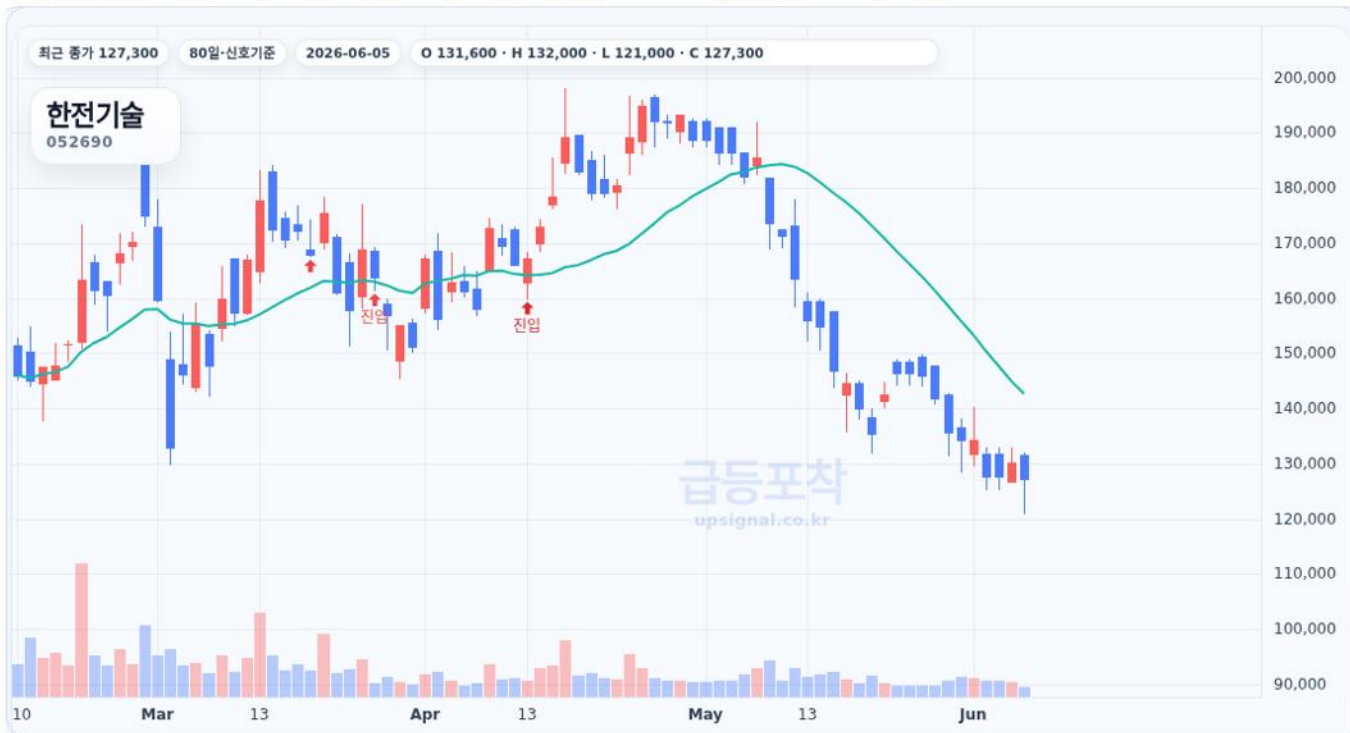 최근 종가 127,300 80일·신호기준 2026-06-05 O 131,600 · H 132,000 · L 121,000 · C 127,300
한전기술
052690
200,000
190,000
180,000
170,000
160,000
150,000
140,000
130,000
120,000
110,000
100,000
90,000
진입
진입
급등포착
upsignal.co.kr
10 Mar 13 Apr 13 May 13 Jun